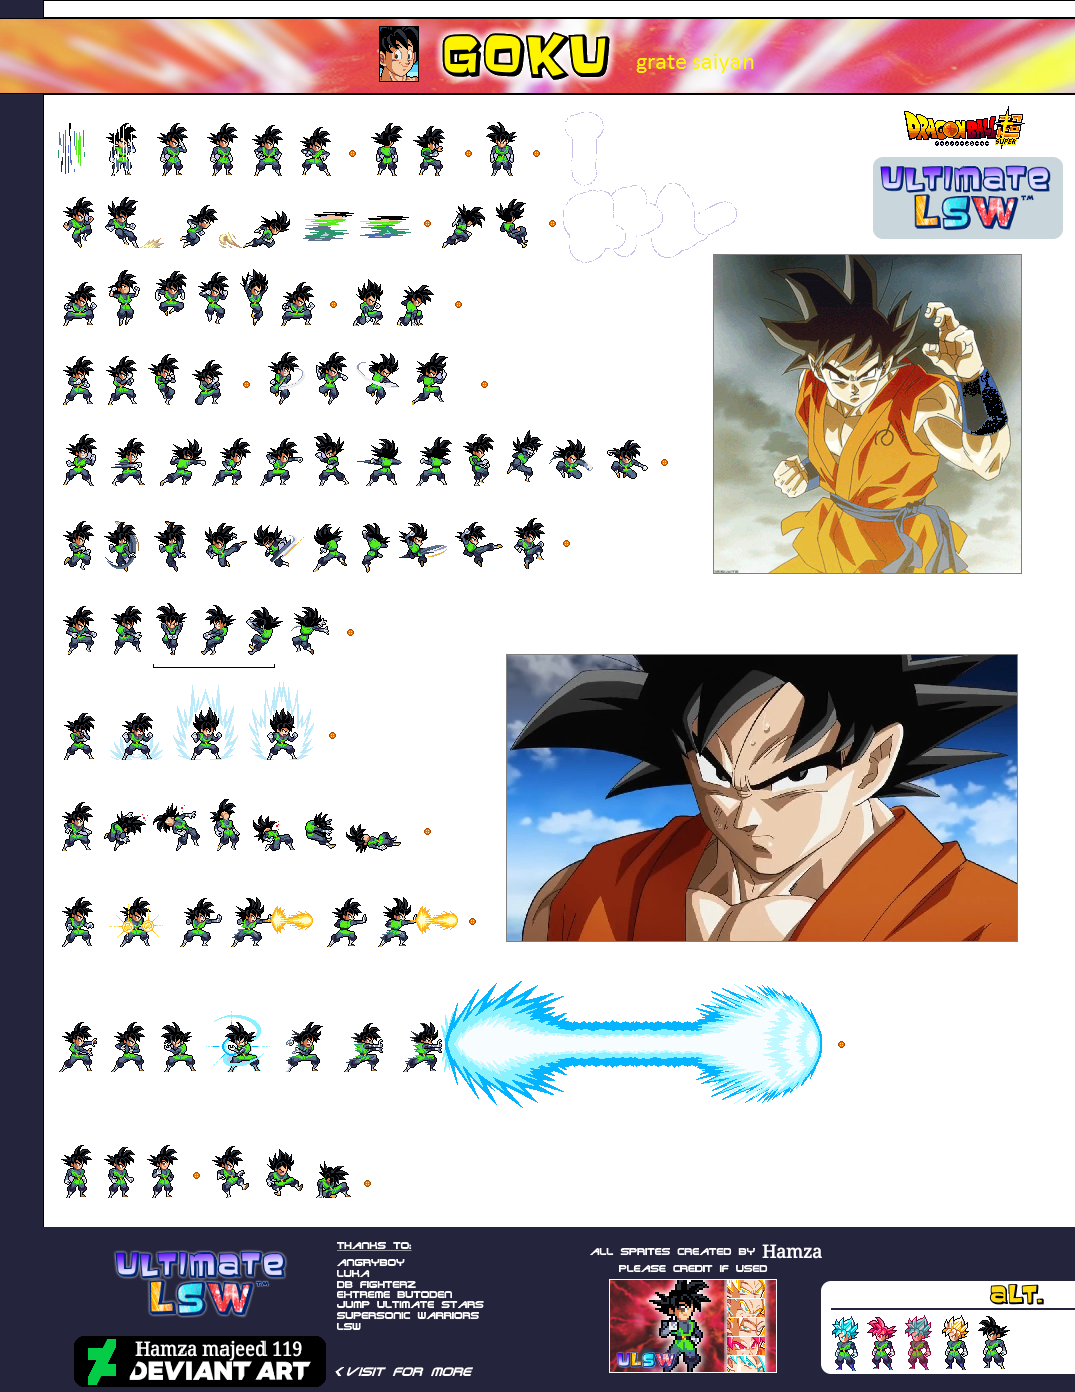 GOKU
grate saiyan
DRAGON BALL 超
SUPER
ULTIMATE
LSW™
THANKS TO:
ANGRYBOY
LUKA
DB FIGHTERZ
EXTREME BUTODEN
JUMP ULTIMATE STARS
SUPERSONIC WARRIORS
LSW
ULTIMATE
LSW™
Hamza majeed 119
DEVIANT ART
<VISIT FOR MORE
ALL SPRITES CREATED BY Hamza
PLEASE CREDIT IF USED
ULSW
ALT.